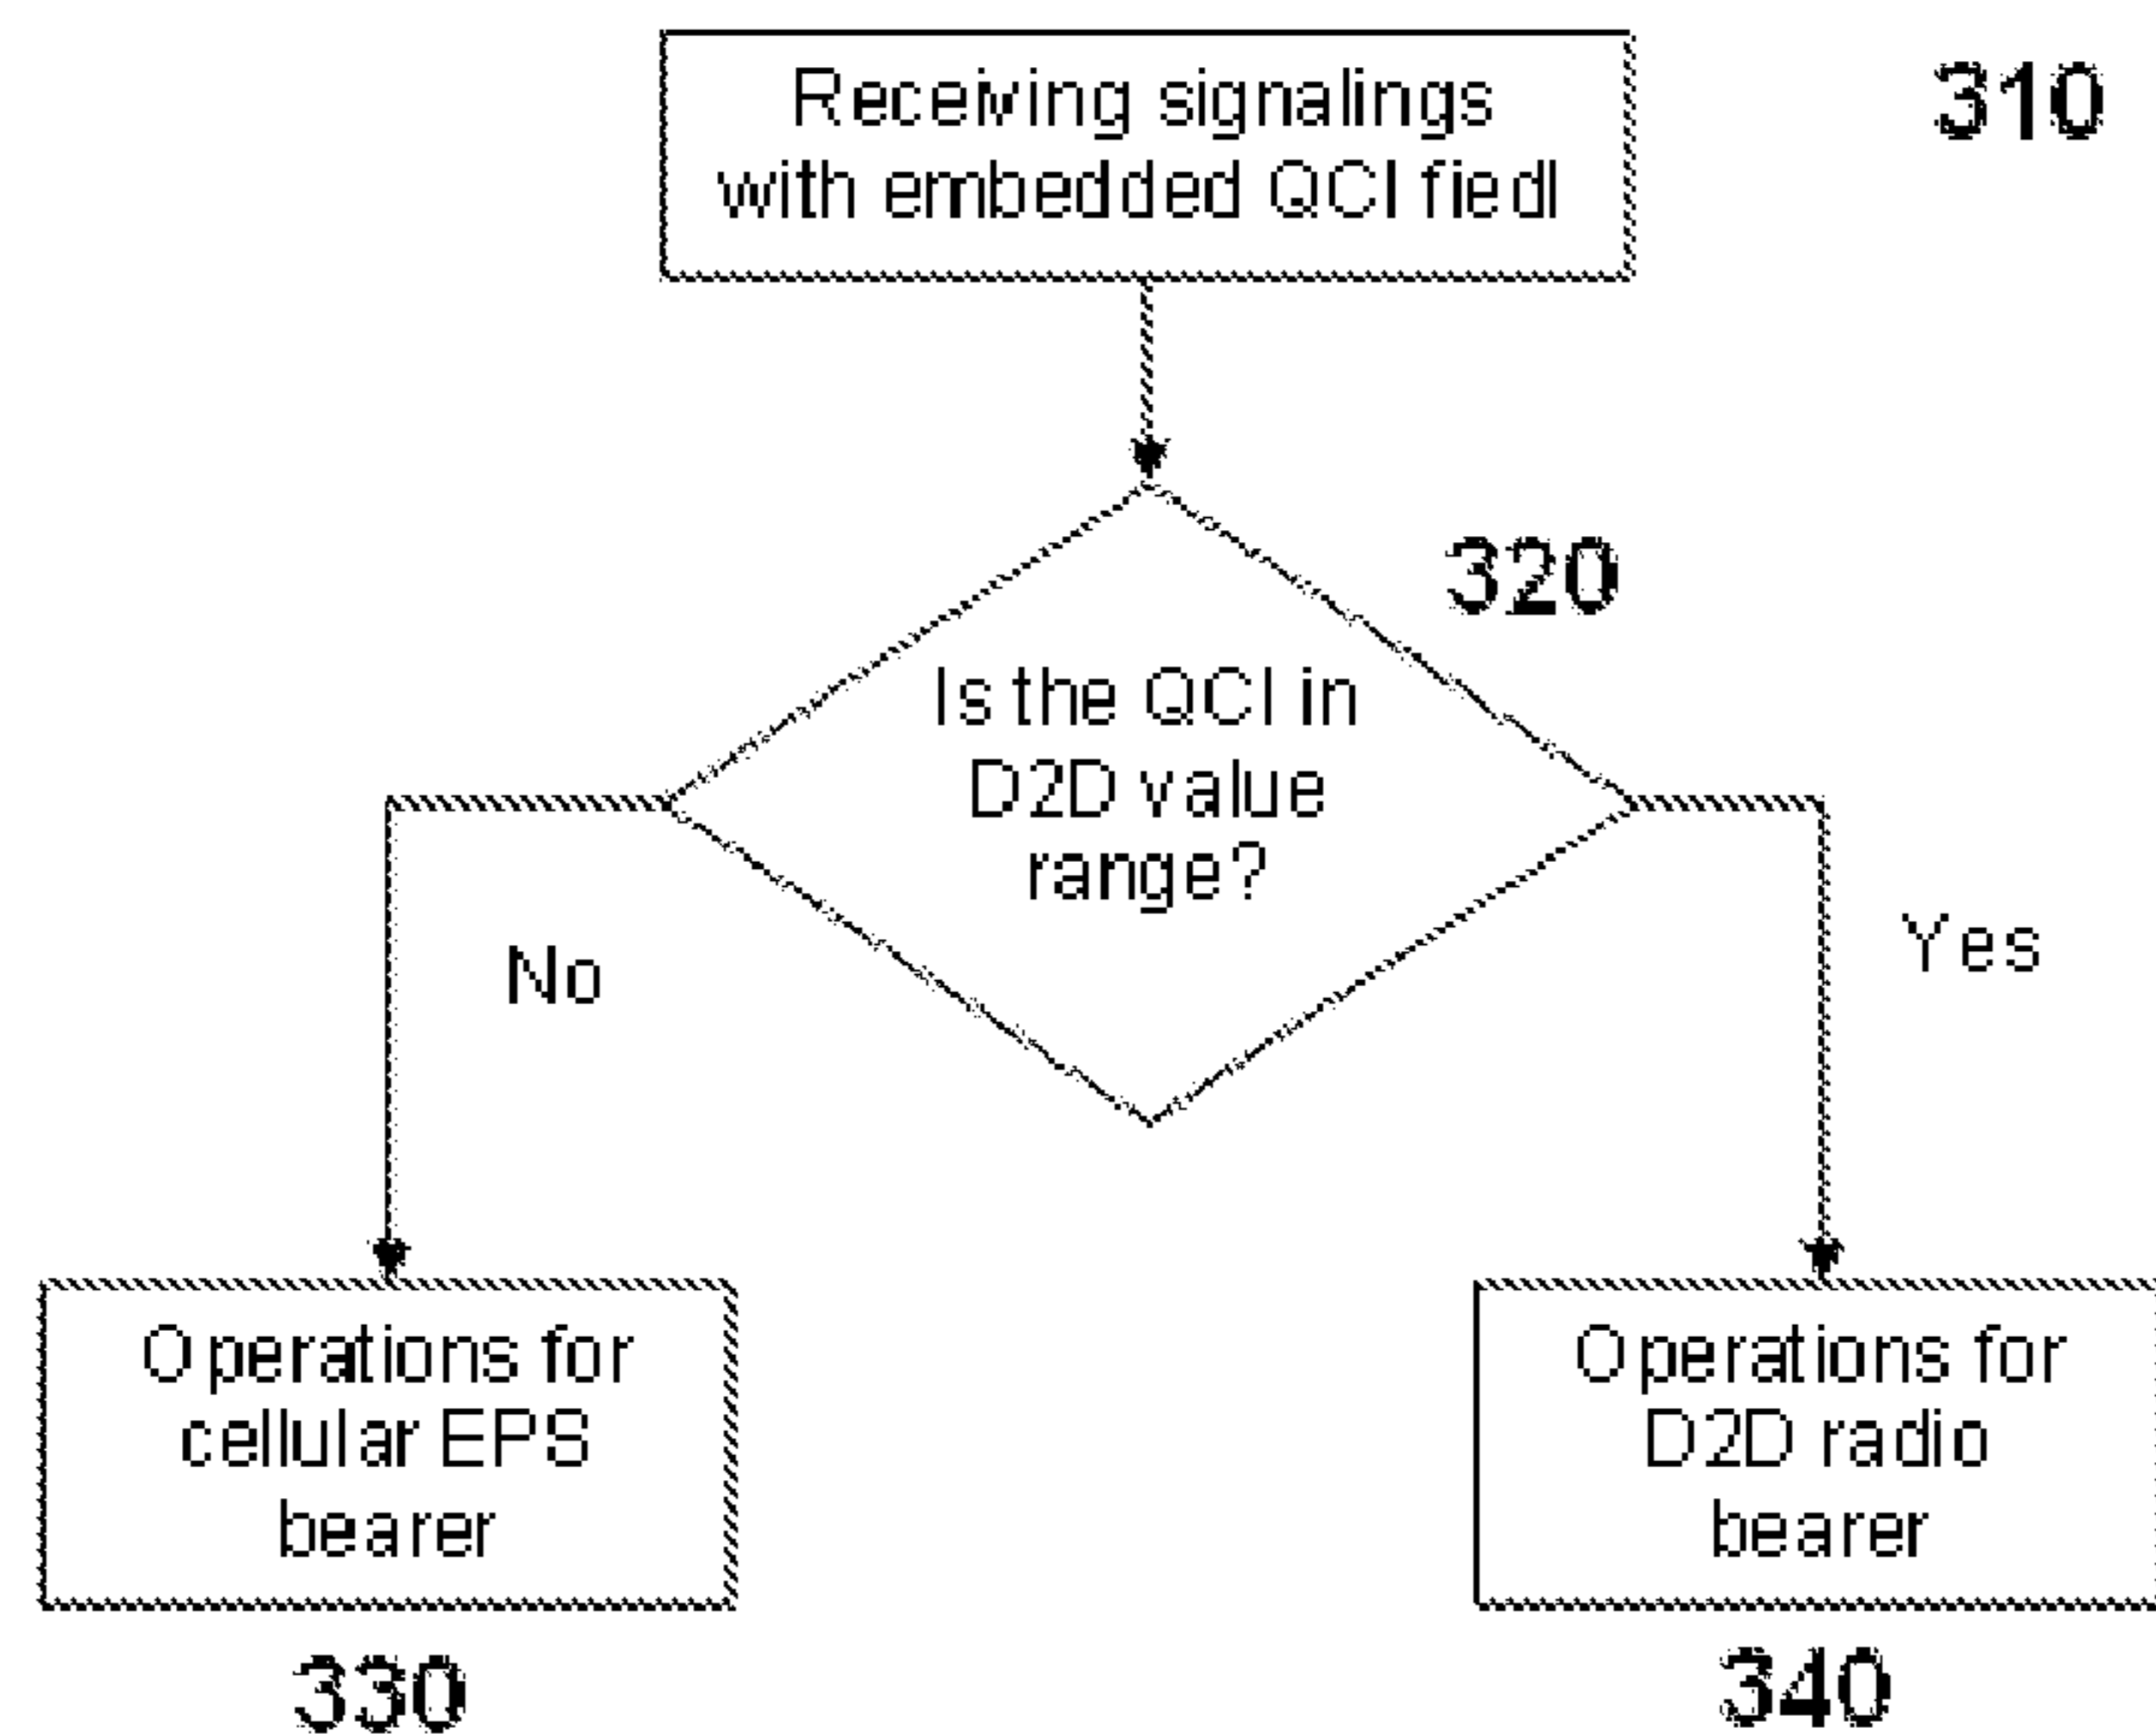 Receiving signalings
with embedded QCI fiedl
310
320
Is the QCI in
D2D value
range?
No
Yes
Operations for
cellular EPS
bearer
330
Operations for
D2D radio
bearer
340